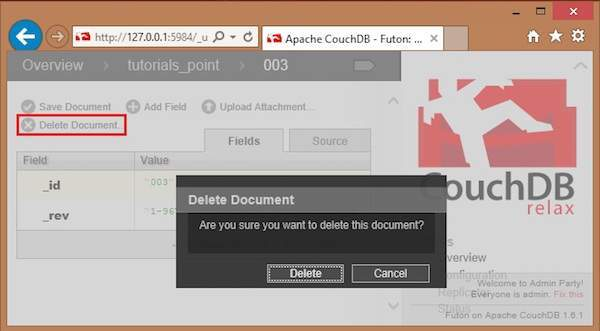 http://127.0.0.1:5984/_u
Apache CouchDB - Futon: ...
Overview
tutorials_point
003
Save Document
Add Field
Upload Attachment...
Delete Document...
Fields
Source
Field
Value
_id
"003"
_rev
"1-96
Delete Document
Are you sure you want to delete this document?
Delete
Cancel
CouchDB
relax
Overview
Configuration
Replicator
Status
Welcome to Admin Party!
Everyone is admin. Fix this
Futon on Apache CouchDB 1.6.1